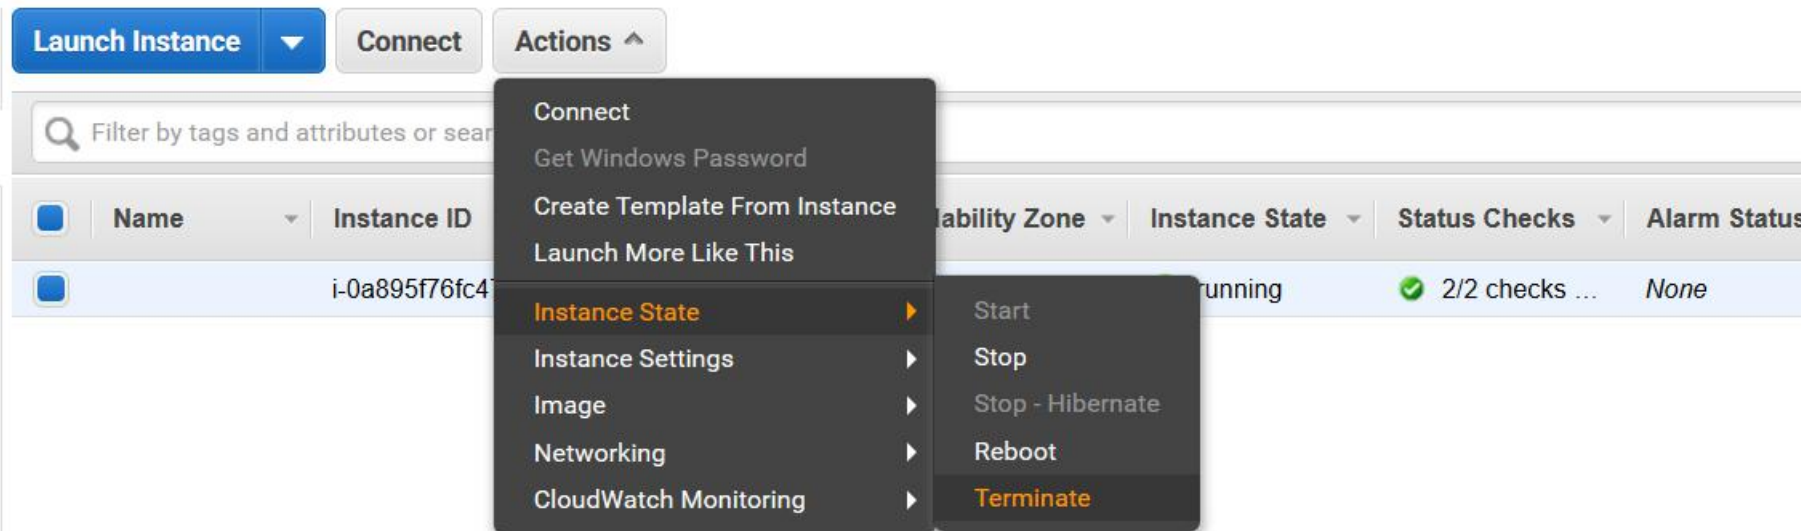 Launch Instance Connect Actions
Filter by tags and attributes or sear
Connect
Get Windows Password
Create Template From Instance
Launch More Like This
Instance State
Instance Settings
Image
Networking
CloudWatch Monitoring
Start
Stop
Stop - Hibernate
Reboot
Terminate
Name Instance ID lability Zone Instance State Status Checks Alarm Status
i-0a895f76fc4 running 2/2 checks ... None